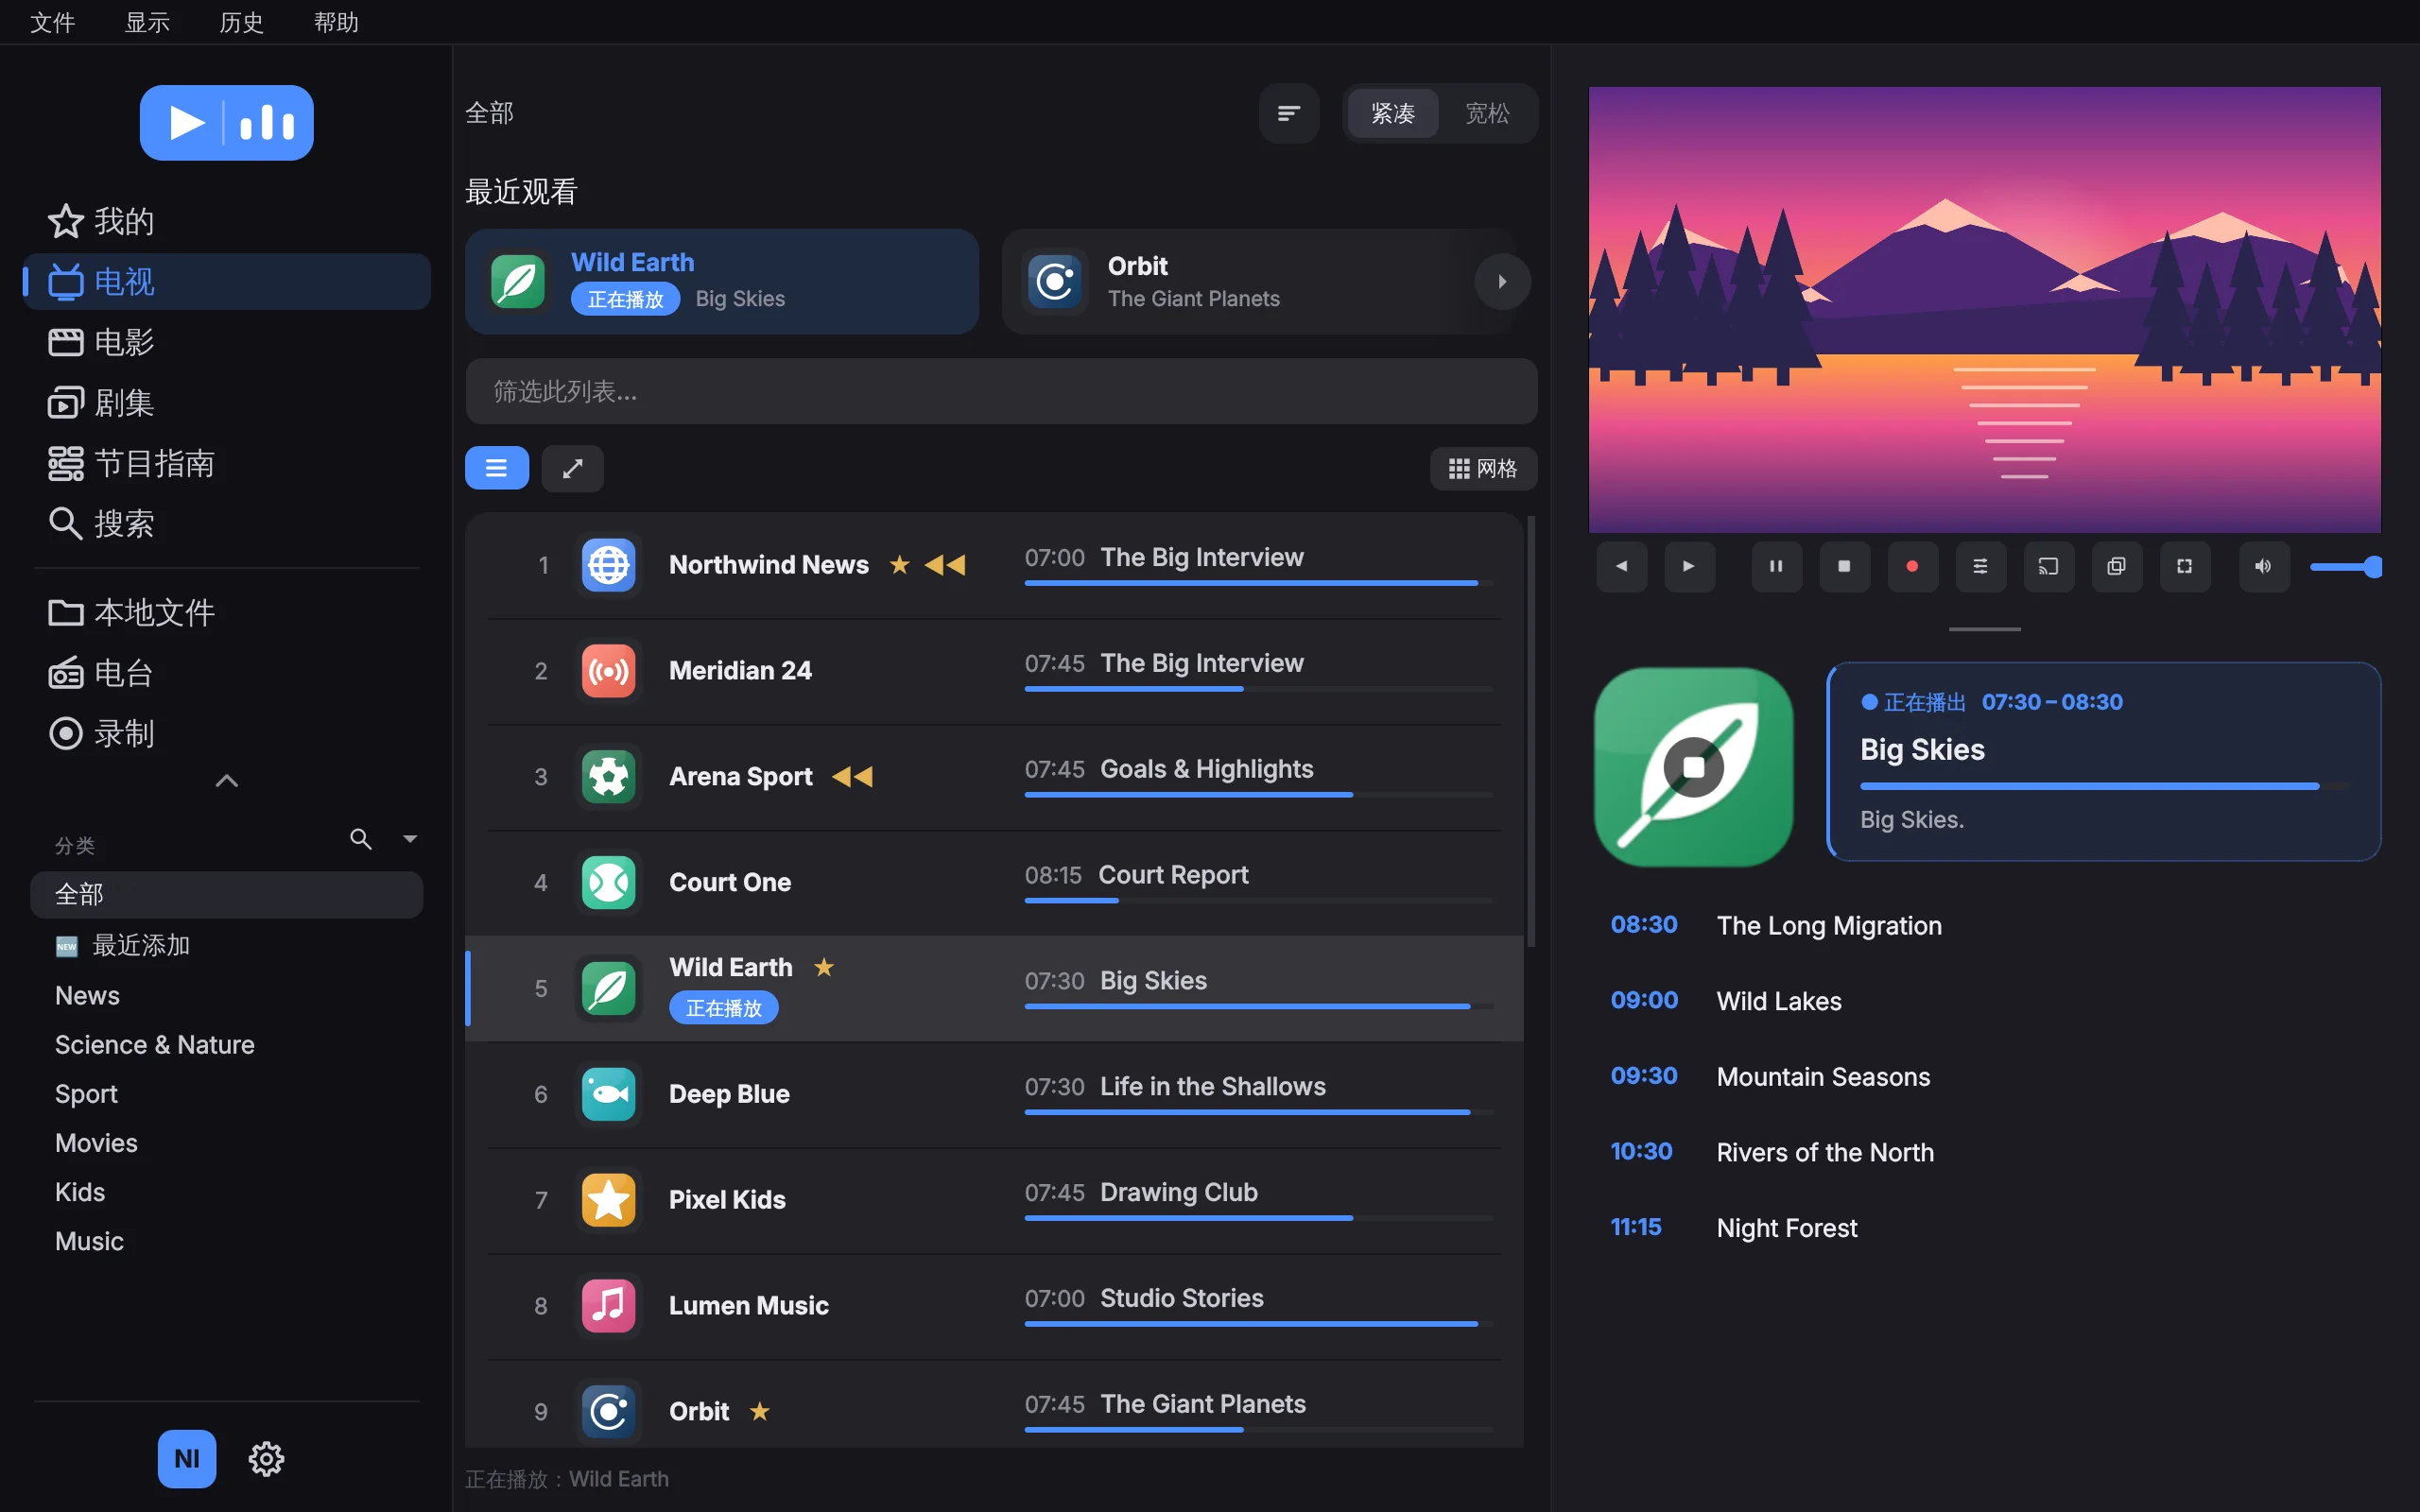 文件 显示 历史 帮助
我的
电视
电影
剧集
节目指南
搜索
本地文件
电台
录制
分类
全部
NEW 最近添加
News
Science & Nature
Sport
Movies
Kids
Music
NI
全部
紧凑 宽松
最近观看
Wild Earth
正在播放 Big Skies
Orbit
The Giant Planets
筛选此列表...
网格
1 Northwind News 07:00 The Big Interview
2 Meridian 24 07:45 The Big Interview
3 Arena Sport 07:45 Goals & Highlights
4 Court One 08:15 Court Report
5 Wild Earth 07:30 Big Skies
正在播放
6 Deep Blue 07:30 Life in the Shallows
7 Pixel Kids 07:45 Drawing Club
8 Lumen Music 07:00 Studio Stories
9 Orbit 07:45 The Giant Planets
正在播放：Wild Earth
正在播出 07:30 – 08:30
Big Skies
Big Skies.
08:30 The Long Migration
09:00 Wild Lakes
09:30 Mountain Seasons
10:30 Rivers of the North
11:15 Night Forest